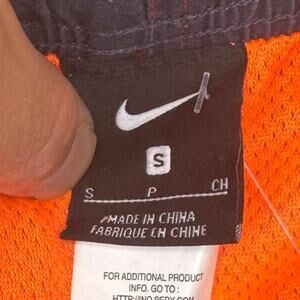 S
S P CH
MADE IN CHINA
FABRIQUE EN CHINE
FOR ADDITIONAL PRODUCT
INFO. GO TO :